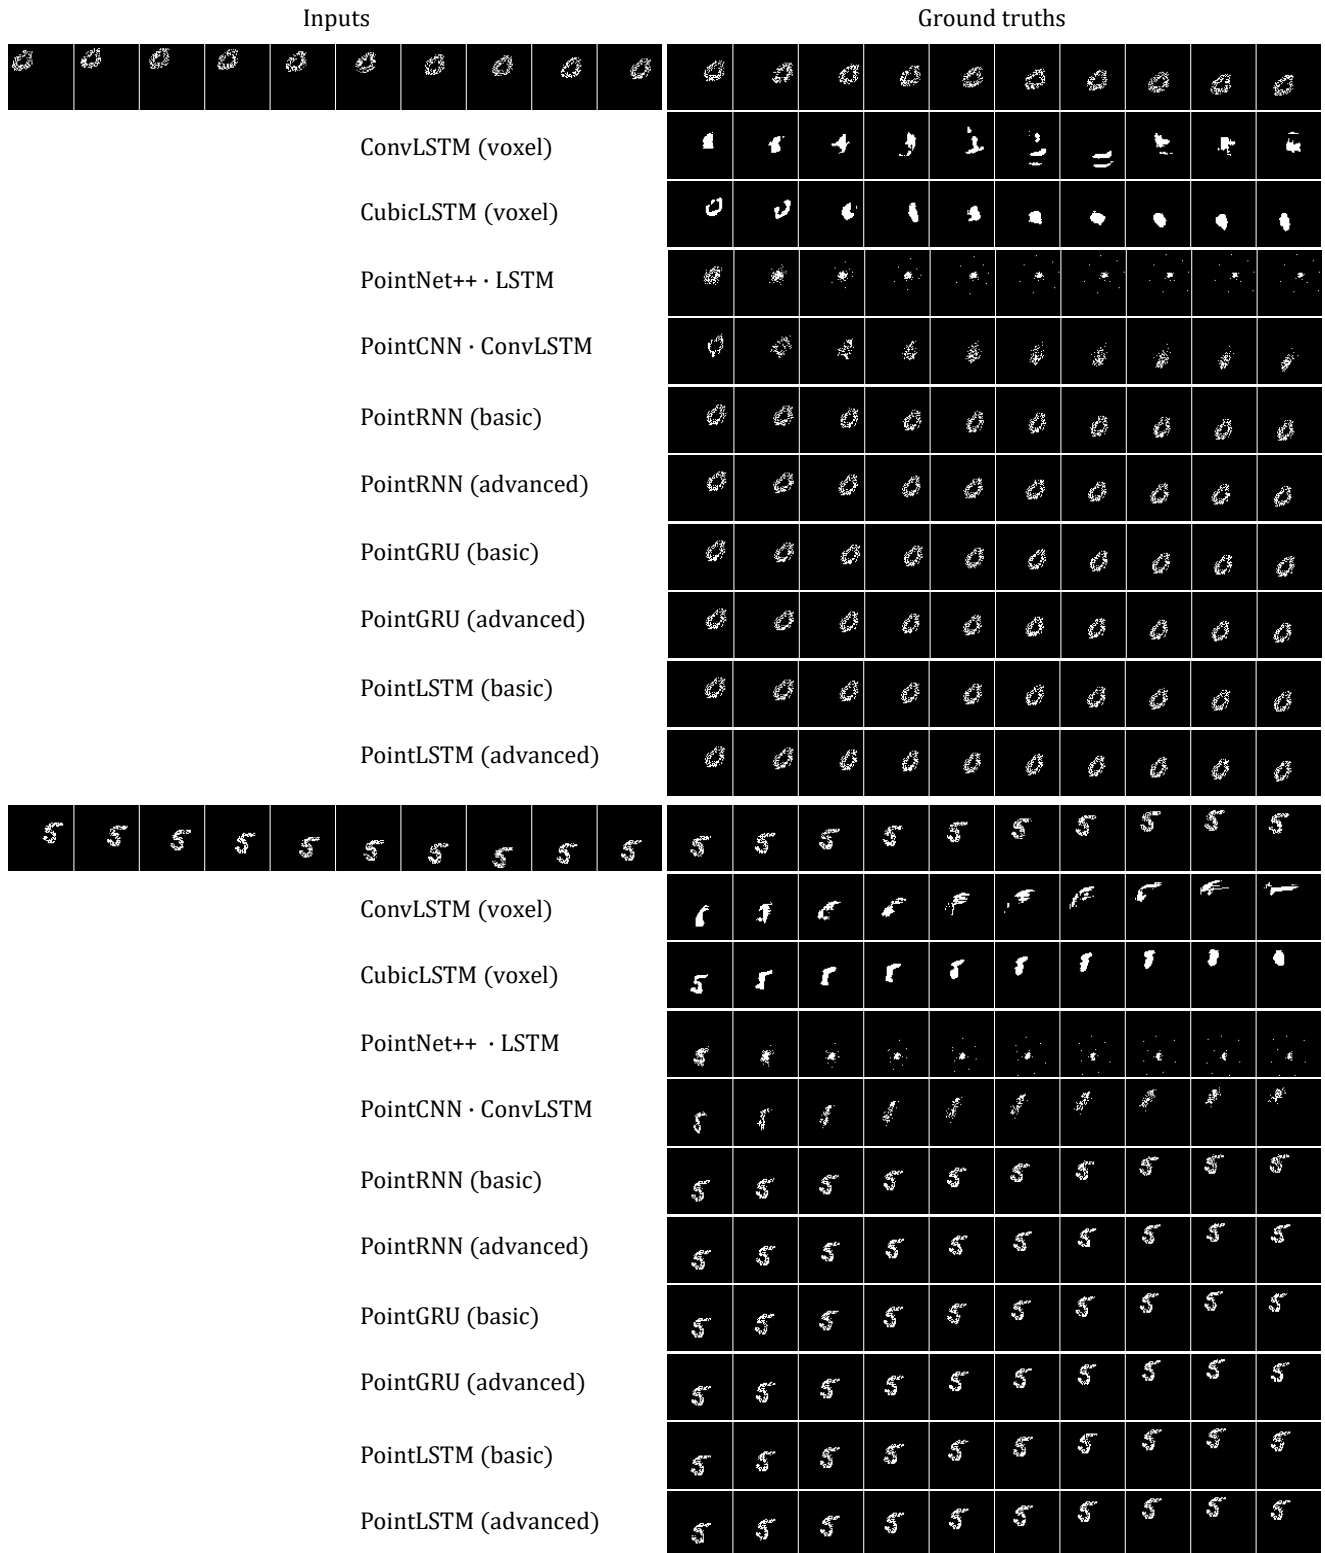 Inputs
Ground truths
ConvLSTM (voxel)
CubicLSTM (voxel)
PointNet++ · LSTM
PointCNN · ConvLSTM
PointRNN (basic)
PointRNN (advanced)
PointGRU (basic)
PointGRU (advanced)
PointLSTM (basic)
PointLSTM (advanced)
ConvLSTM (voxel)
CubicLSTM (voxel)
PointNet++ · LSTM
PointCNN · ConvLSTM
PointRNN (basic)
PointRNN (advanced)
PointGRU (basic)
PointGRU (advanced)
PointLSTM (basic)
PointLSTM (advanced)